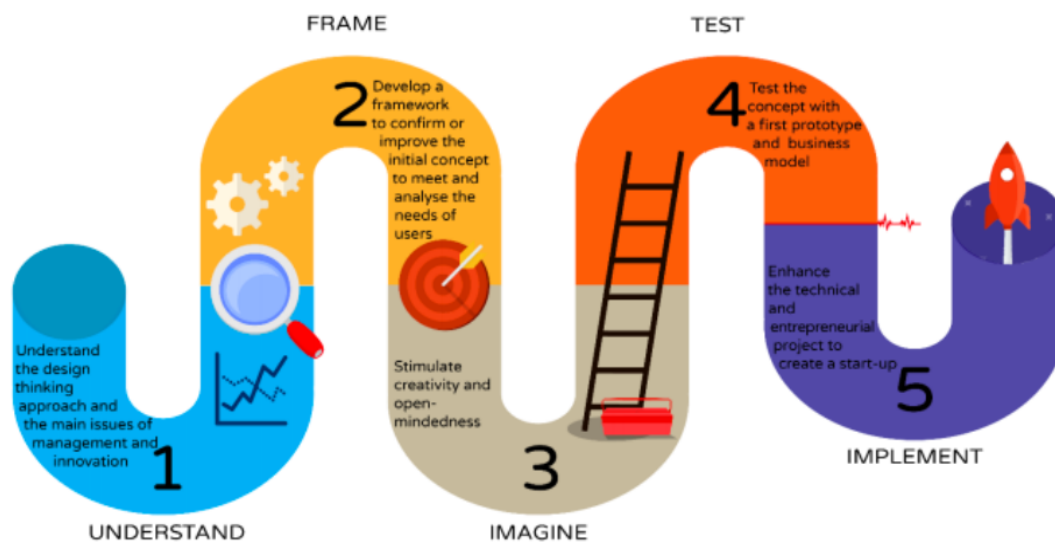 FRAME
TEST
2
Develop a
framework
to confirm or
improve the
initial concept
to meet and
analyse the
needs of
users
4
Test the
concept with
a first prototype
and business
model
Understand
the design
thinking
approach and
the main issues of
management and
innovation
1
Stimulate
creativity and
open-
mindedness
3
Enhance
the technical
and
entrepreneurial
project to
create a start-up
5
UNDERSTAND
IMAGINE
IMPLEMENT